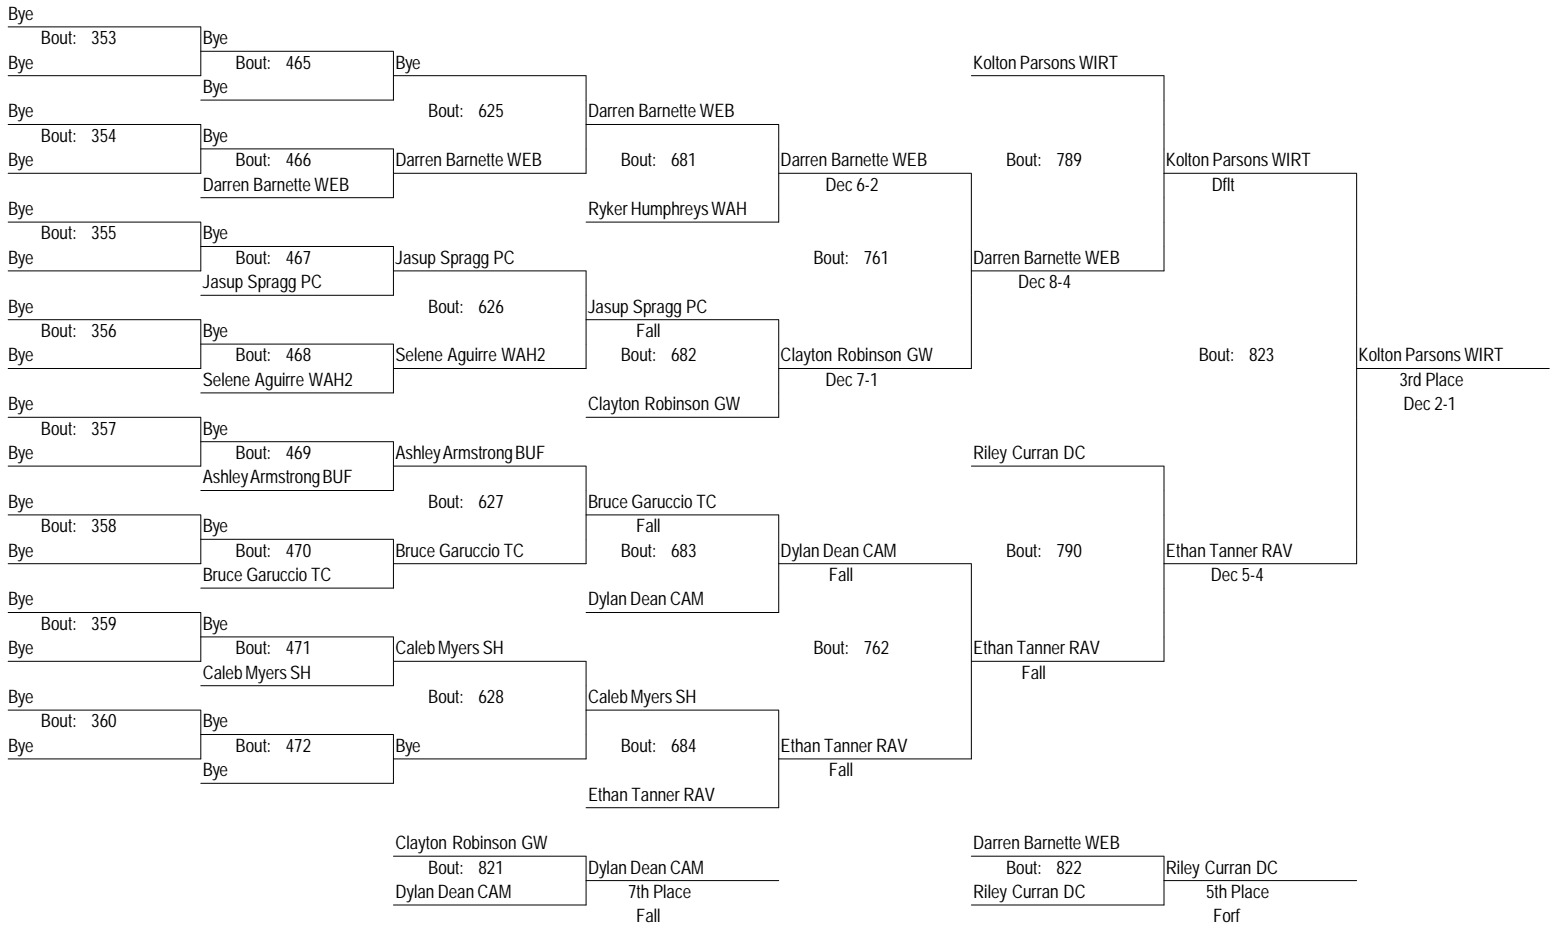 Bye
Bout: 353
Bye
Bye
Bout: 465
Bye
Bye
Bout: 354
Bye
Bye
Bout: 466
Darren Barnette WEB
Bye
Bout: 625
Darren Barnette WEB
Bye
Bout: 355
Bye
Bye
Bout: 467
Jasup Spragg PC
Bye
Bout: 356
Bye
Bye
Bout: 468
Selene Aguirre WAH2
Jasup Spragg PC
Bout: 626
Selene Aguirre WAH2
Darren Barnette WEB
Bout: 681
Ryker Humphreys WAH
Jasup Spragg PC
Fall
Bout: 682
Clayton Robinson GW
Darren Barnette WEB
Dec 6-2
Bout: 761
Clayton Robinson GW
Dec 7-1
Bye
Bout: 357
Bye
Bye
Bout: 469
Ashley Armstrong BUF
Bye
Bout: 358
Bye
Bye
Bout: 470
Bruce Garuccio TC
Ashley Armstrong BUF
Bout: 627
Bruce Garuccio TC
Bye
Bout: 359
Bye
Bye
Bout: 471
Caleb Myers SH
Bye
Bout: 360
Bye
Bye
Bout: 472
Bye
Caleb Myers SH
Bout: 628
Bye
Bruce Garuccio TC
Fall
Bout: 683
Dylan Dean CAM
Caleb Myers SH
Bout: 684
Ethan Tanner RAV
Dylan Dean CAM
Fall
Bout: 762
Ethan Tanner RAV
Fall
Kolton Parsons WIRT
Bout: 789
Darren Barnette WEB
Dec 8-4
Riley Curran DC
Bout: 790
Ethan Tanner RAV
Fall
Kolton Parsons WIRT
Dflt
Bout: 823
Ethan Tanner RAV
Dec 5-4
Kolton Parsons WIRT
3rd Place
Dec 2-1
Clayton Robinson GW
Bout: 821
Dylan Dean CAM
Dylan Dean CAM
7th Place
Fall
Darren Barnette WEB
Bout: 822
Riley Curran DC
Riley Curran DC
5th Place
Forf